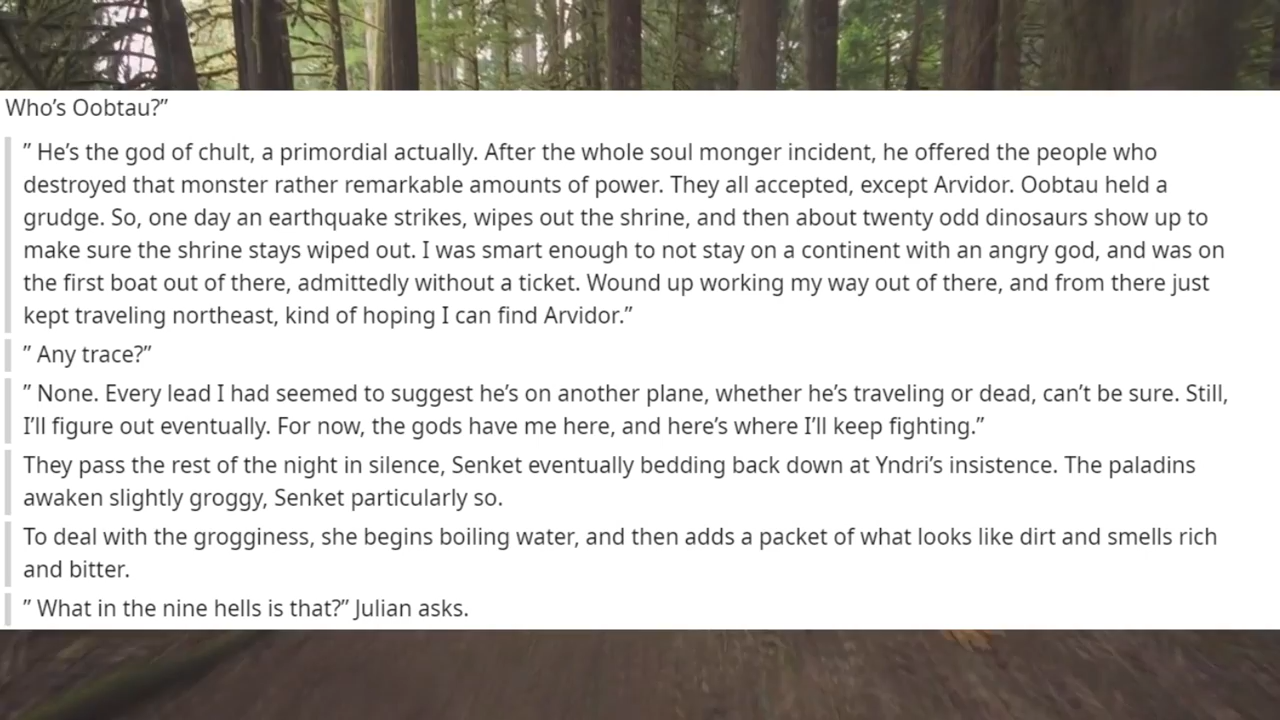 Who’s Oobtau?”
” He’s the god of chult, a primordial actually. After the whole soul monger incident, he offered the people who
destroyed that monster rather remarkable amounts of power. They all accepted, except Arvidor. Oobtau held a
grudge. So, one day an earthquake strikes, wipes out the shrine, and then about twenty odd dinosaurs show up to
make sure the shrine stays wiped out. I was smart enough to not stay on a continent with an angry god, and was on
the first boat out of there, admittedly without a ticket. Wound up working my way out of there, and from there just
kept traveling northeast, kind of hoping I can find Arvidor.”
” Any trace?”
” None. Every lead I had seemed to suggest he’s on another plane, whether he’s traveling or dead, can’t be sure. Still,
I’ll figure out eventually. For now, the gods have me here, and here’s where I’ll keep fighting.”
They pass the rest of the night in silence, Senket eventually bedding back down at Yndri’s insistence. The paladins
awaken slightly groggy, Senket particularly so.
To deal with the grogginess, she begins boiling water, and then adds a packet of what looks like dirt and smells rich
and bitter.
” What in the nine hells is that?” Julian asks.